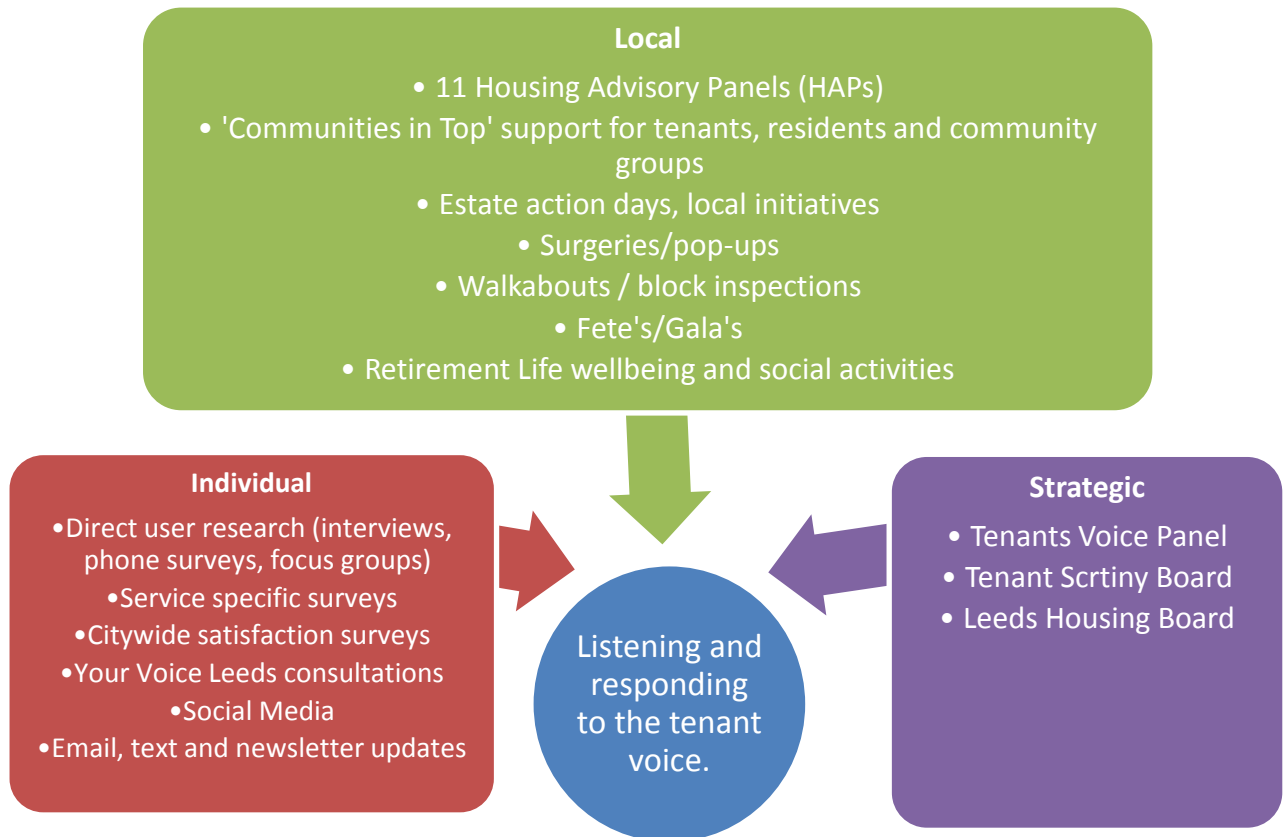 Local
• 11 Housing Advisory Panels (HAPs)
• 'Communities in Top' support for tenants, residents and community
groups
• Estate action days, local initiatives
• Surgeries/pop-ups
• Walkabouts / block inspections
• Fete's/Gala's
• Retirement Life wellbeing and social activities
Individual
•Direct user research (interviews,
phone surveys, focus groups)
•Service specific surveys
•Citywide satisfaction surveys
•Your Voice Leeds consultations
•Social Media
•Email, text and newsletter updates
Listening and
responding
to the tenant
voice.
Strategic
• Tenants Voice Panel
• Tenant Scrtiny Board
• Leeds Housing Board